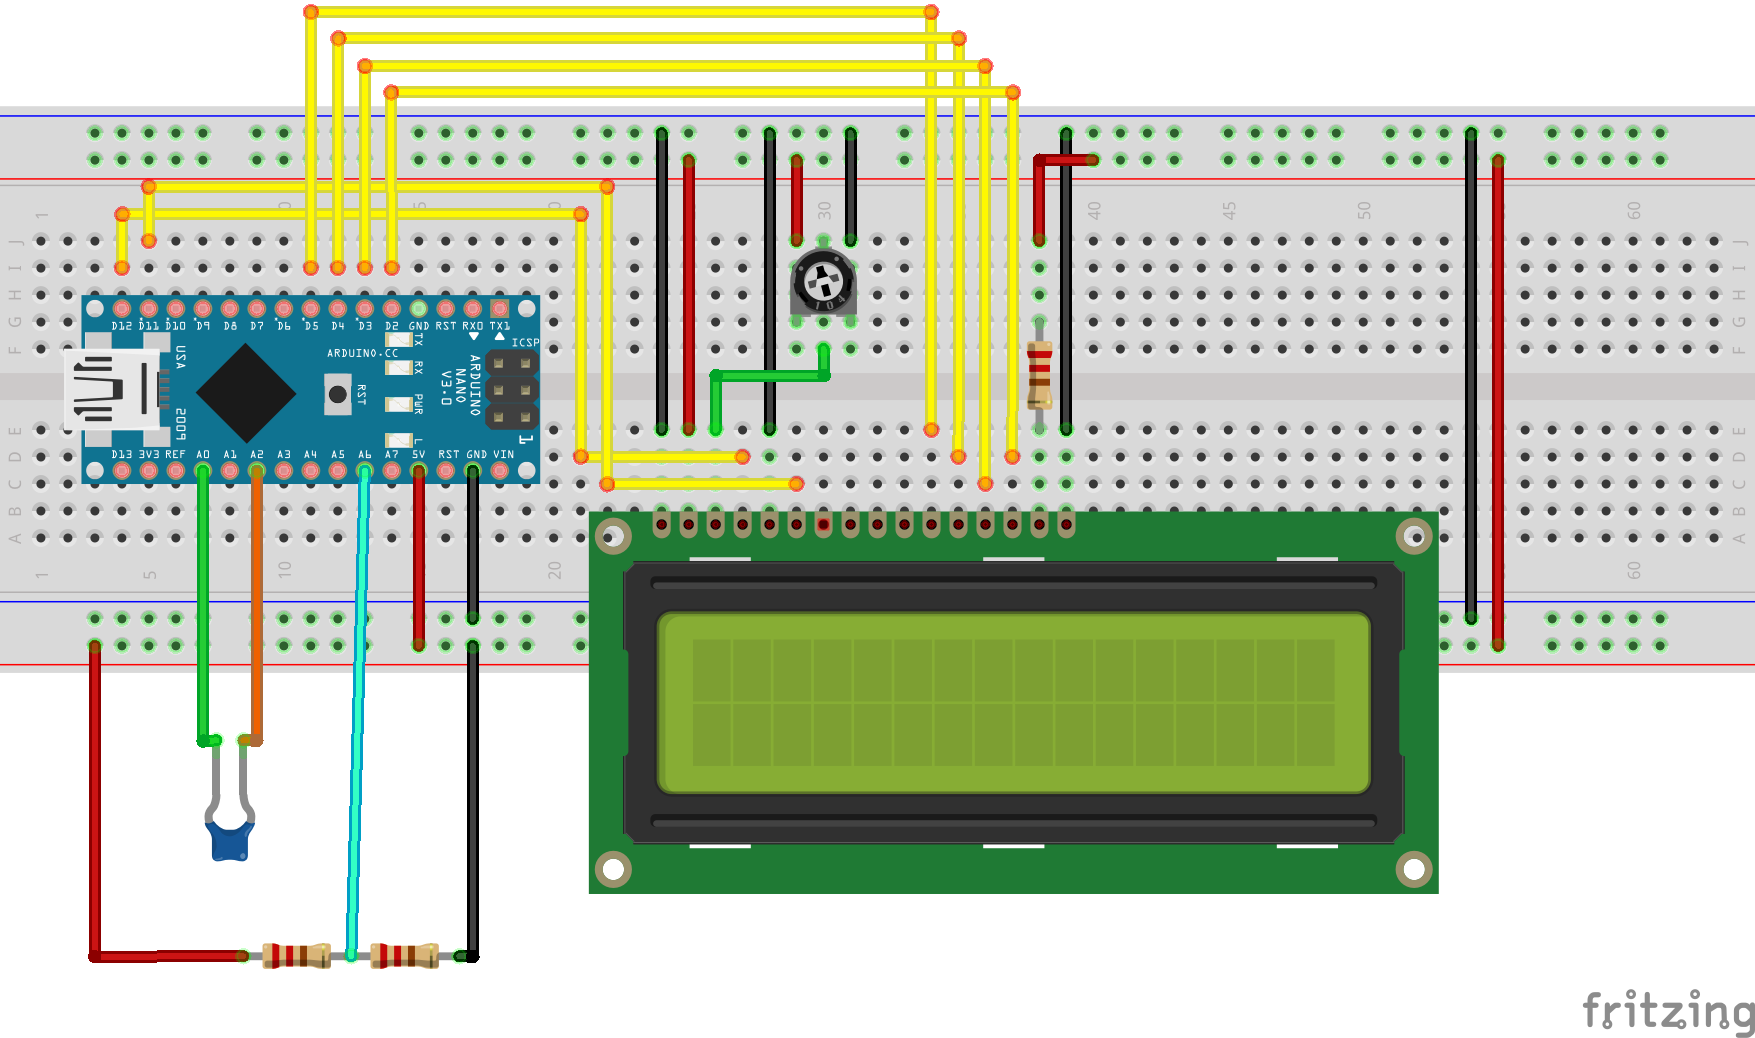 1 0 5 30 40 45 50 60
J J
I I
H H
G G
F F
D12 D11 D10 D9 D8 D7 D6 D5 D4 D3 D2 GND RST RX0 TX1
USA
2009
ARDUINO.CC
TX
RX
PWR
L
RST
ICSP
ARDUINO
NANO
V3.0
1
104
E E
D D
C C
B B
A A
D13 3V3 REF A0 A1 A2 A3 A4 A5 A6 A7 5V RST GND VIN
1 5 10 20 60
fritzing